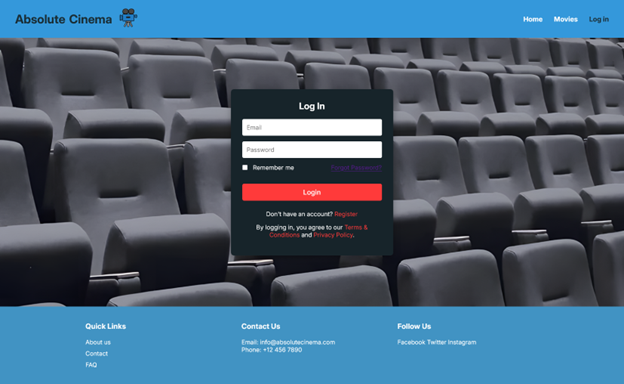 Absolute Cinema
Home Movies Log in
Log In
Email
Password
Remember me Forgot Password?
Login
Don't have an account? Register
By logging in, you agree to our Terms &
Conditions and Privacy Policy.
Quick Links
About us
Contact
FAQ
Contact Us
Email: info@absolutecinema.com
Phone: +12 456 7890
Follow Us
Facebook Twitter Instagram